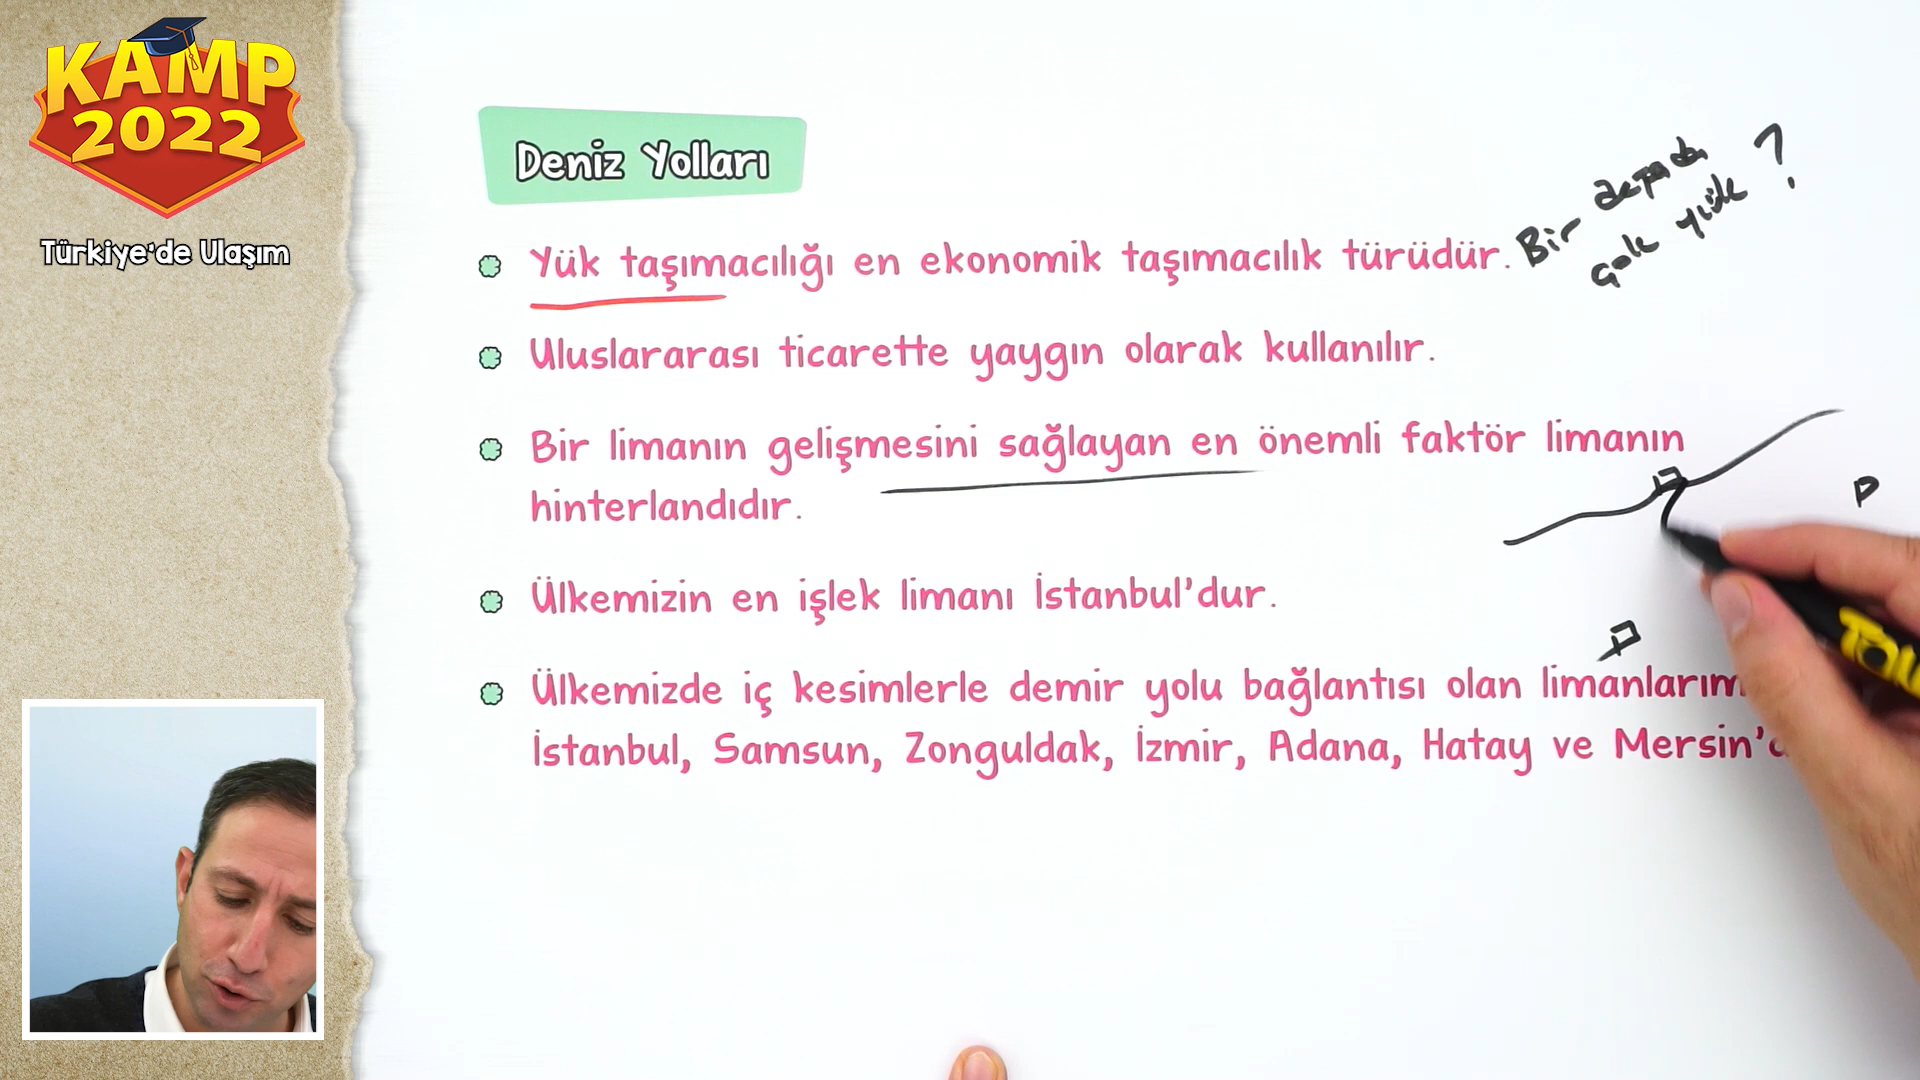 KAMP
2022
Türkiye'de Ulaşım
Deniz Yolları
Yük taşımacılığı en ekonomik taşımacılık türüdür.
Bir
çok yük ?
Uluslararası ticarette yaygın olarak kullanılır.
Bir limanın gelişmesini sağlayan en önemli faktör limanın
hinterlandıdır.
Ülkemizin en işlek limanı İstanbul'dur.
Ülkemizde iç kesimlerle demir yolu bağlantısı olan
İstanbul, Samsun, Zonguldak, İzmir, Adana, Hatay ve